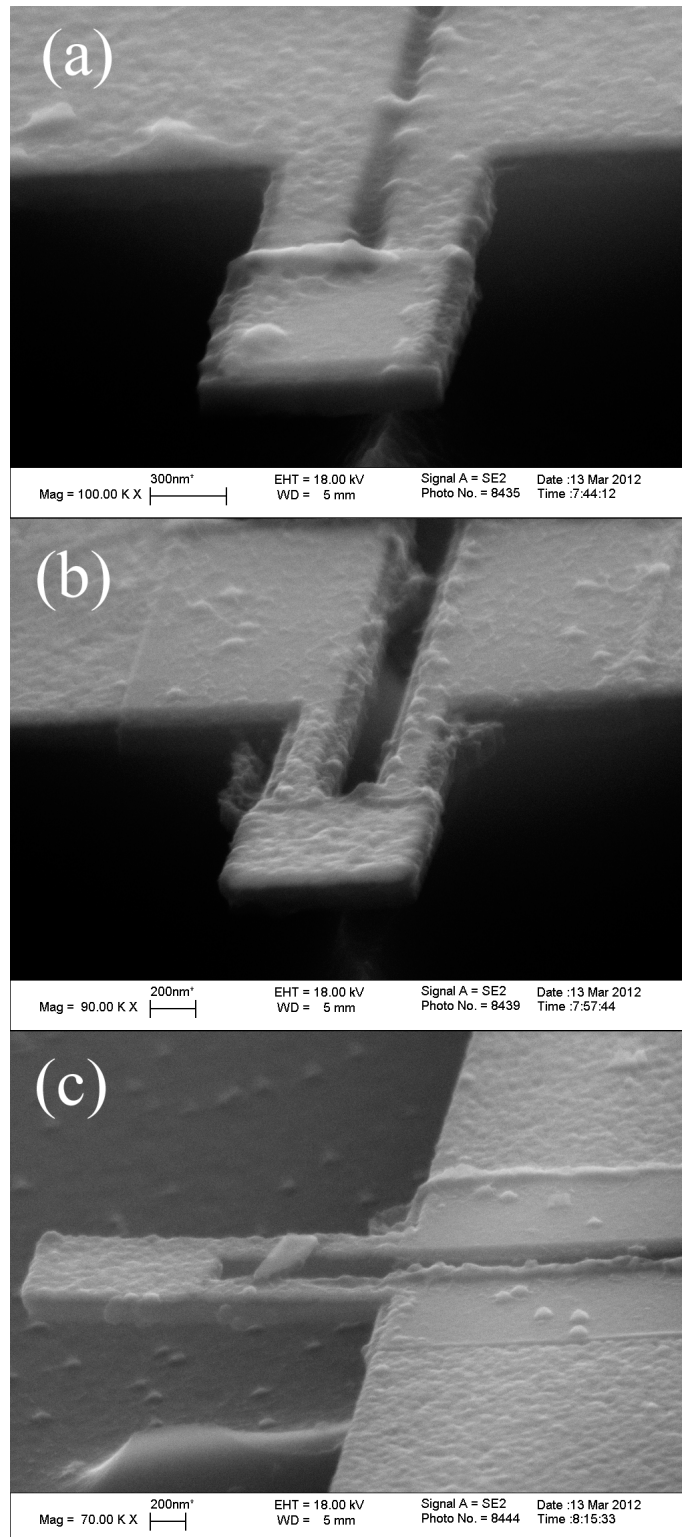 (a)
300nm*
Mag = 100.00 K X
EHT = 18.00 kV
WD = 5 mm
Signal A = SE2
Photo No. = 8435
Date :13 Mar 2012
Time :7:44:12
(b)
200nm*
Mag = 90.00 K X
EHT = 18.00 kV
WD = 5 mm
Signal A = SE2
Photo No. = 8439
Date :13 Mar 2012
Time :7:57:44
(c)
200nm*
Mag = 70.00 K X
EHT = 18.00 kV
WD = 5 mm
Signal A = SE2
Photo No. = 8444
Date :13 Mar 2012
Time :8:15:33